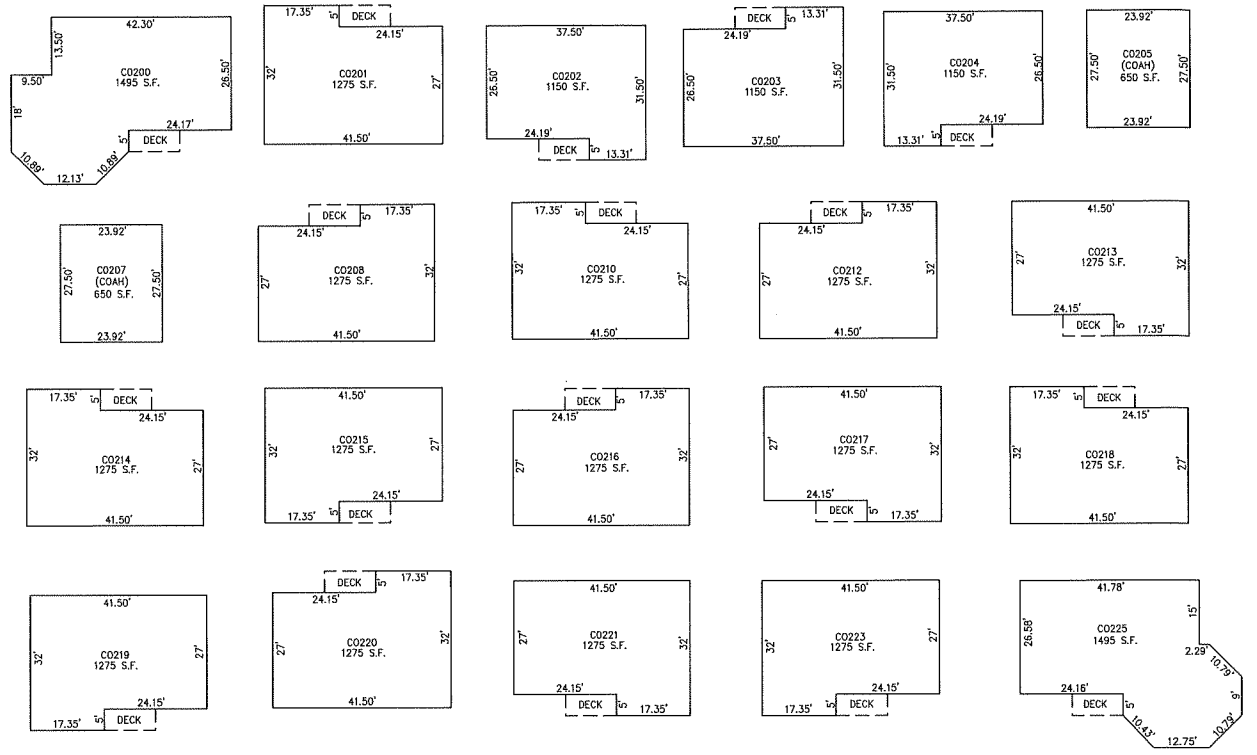 42.30'
13.50'
9.50'
C0200
1495 S.F.
26.50'
18'
24.17'
5'
DECK
10.89'
12.13'
10.89'
17.35'
DECK
5'
24.15'
32'
C0201
1275 S.F.
27'
41.50'
37.50'
26.50'
C0202
1150 S.F.
31.50'
24.19'
DECK
5'
13.31'
DECK
5'
13.31'
24.19'
26.50'
C0203
1150 S.F.
31.50'
37.50'
37.50'
31.50'
C0204
1150 S.F.
26.50'
24.19'
13.31'
5'
DECK
23.92'
27.50'
C0205
(COAH)
650 S.F.
27.50'
23.92'
23.92'
27.50'
C0207
(COAH)
650 S.F.
27.50'
23.92'
DECK
5'
17.35'
24.15'
27'
C0208
1275 S.F.
32'
41.50'
17.35'
5'
DECK
24.15'
32'
C0210
1275 S.F.
27'
41.50'
DECK
5'
17.35'
24.15'
27'
C0212
1275 S.F.
32'
41.50'
41.50'
27'
C0213
1275 S.F.
32'
24.15'
DECK
5'
17.35'
17.35'
5'
DECK
24.15'
32'
C0214
1275 S.F.
27'
41.50'
41.50'
32'
C0215
1275 S.F.
27'
24.15'
17.35'
5'
DECK
DECK
5'
17.35'
24.15'
27'
C0216
1275 S.F.
32'
41.50'
41.50'
27'
C0217
1275 S.F.
32'
24.15'
DECK
5'
17.35'
17.35'
5'
DECK
24.15'
32'
C0218
1275 S.F.
27'
41.50'
41.50'
32'
C0219
1275 S.F.
27'
24.15'
17.35'
5'
DECK
DECK
5'
17.35'
24.15'
27'
C0220
1275 S.F.
32'
41.50'
41.50'
27'
C0221
1275 S.F.
32'
24.15'
DECK
5'
17.35'
41.50'
32'
C0223
1275 S.F.
27'
24.15'
17.35'
5'
DECK
41.78'
26.58'
C0225
1495 S.F.
15'
2.29'
10.79'
9'
24.16'
DECK
5'
10.43'
12.75'
10.79'